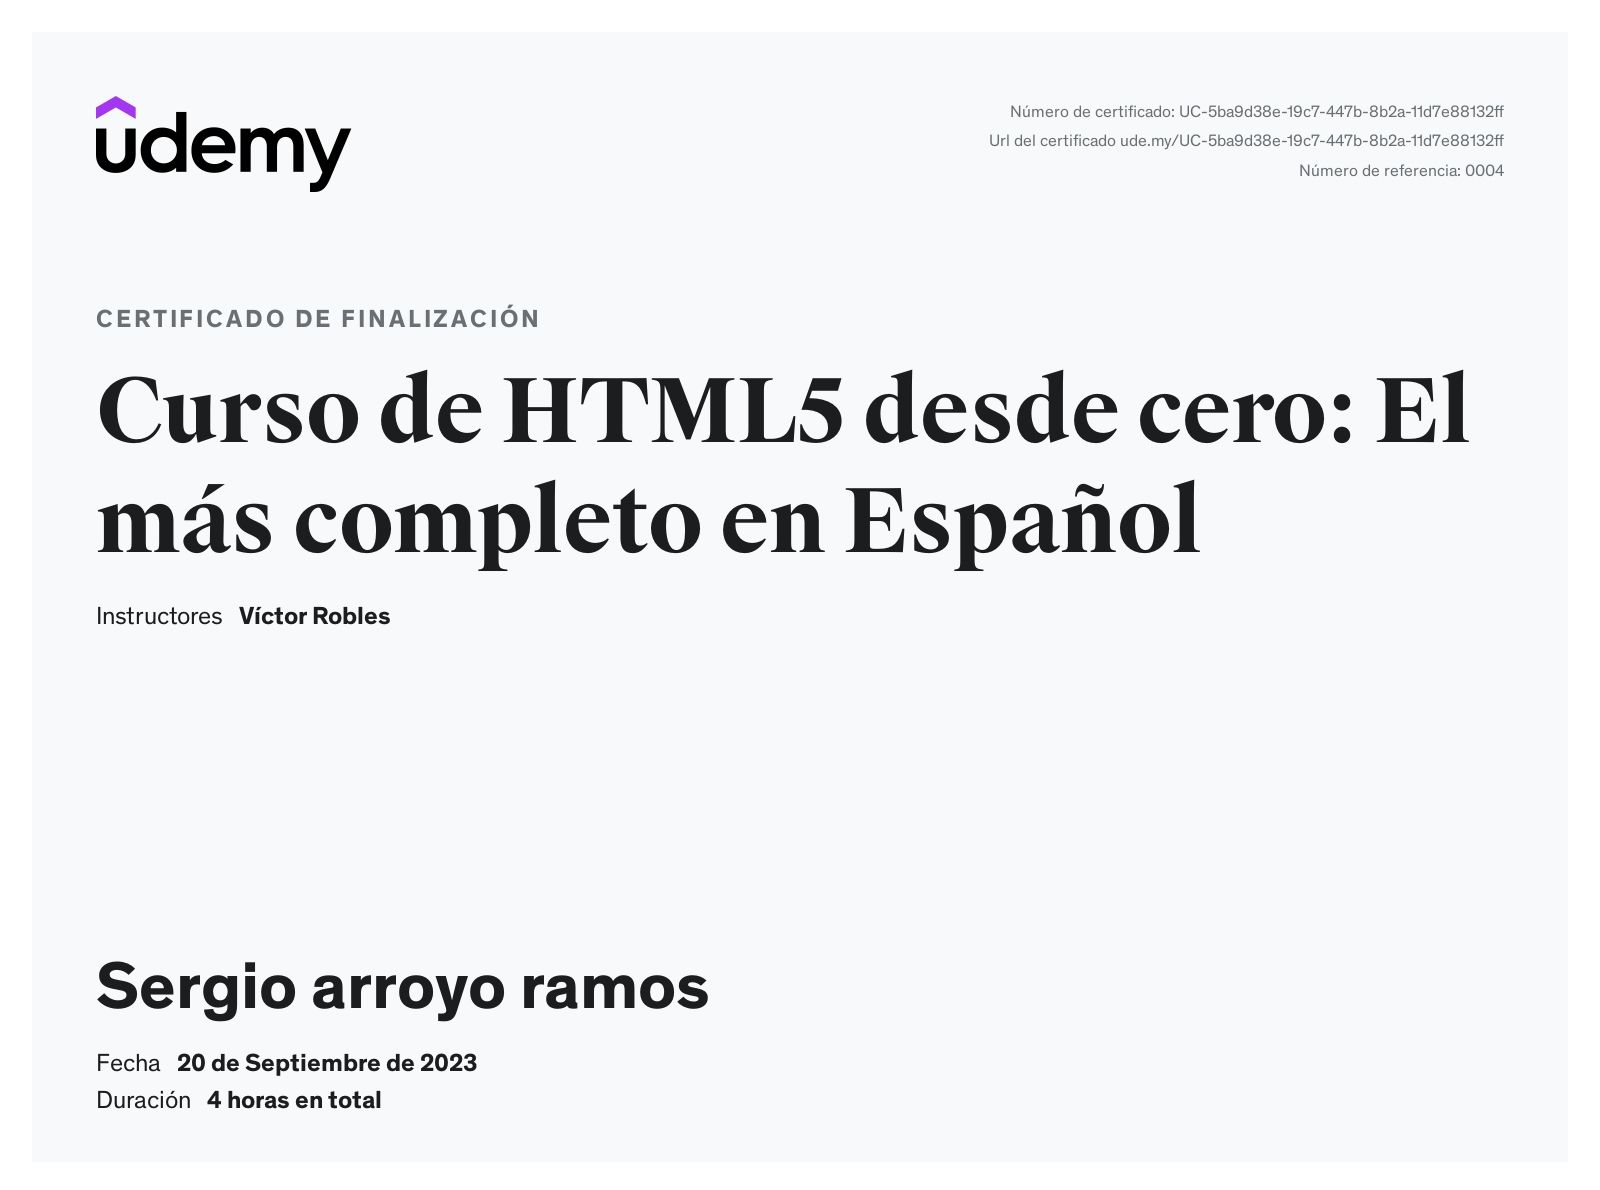 udemy
Número de certificado: UC-5ba9d38e-19c7-447b-8b2a-11d7e88132ff
Url del certificado ude.my/UC-5ba9d38e-19c7-447b-8b2a-11d7e88132ff
Número de referencia: 0004
CERTIFICADO DE FINALIZACIÓN
Curso de HTML5 desde cero: El
más completo en Español
Instructores Víctor Robles
Sergio arroyo ramos
Fecha 20 de Septiembre de 2023
Duración 4 horas en total